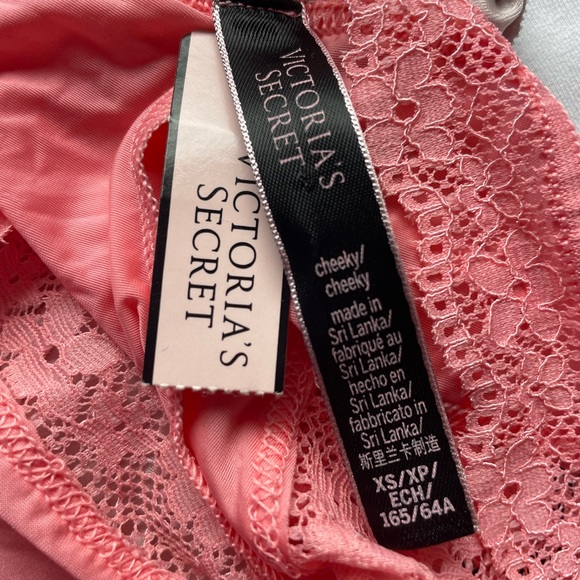 VICTORIA'S
SECRET
VICTORIA'S
SECRET
cheeky/
cheeky
made in
Sri Lanka/
fabriqué au
Sri Lanka/
hecho en
Sri Lanka/
fabbricato in
Sri Lanka/
斯里兰卡制造
XS/XP/
ECH/
165/64A